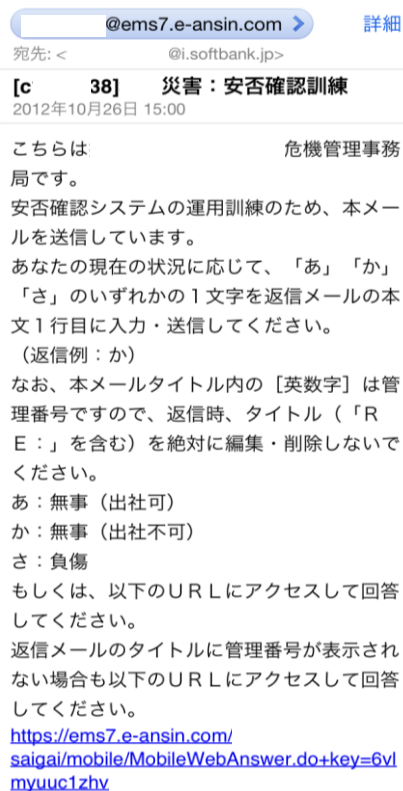 @ems7.e-ansin.com
詳細
宛先: <      @i.softbank.jp>
[c    38]    災害：安否確認訓練
2012年10月26日 15:00
こちらは      危機管理事務
局です。
安否確認システムの運用訓練のため、本メー
ルを送信しています。
あなたの現在の状況に応じて、「あ」「か」
「さ」のいずれかの１文字を返信メールの本
文１行目に入力・送信してください。
（返信例：か）
なお、本メールタイトル内の［英数字］は管
理番号ですので、返信時、タイトル（「Ｒ
Ｅ：」を含む）を絶対に編集・削除しないで
ください。
あ：無事（出社可）
か：無事（出社不可）
さ：負傷
もしくは、以下のＵＲＬにアクセスして回答
してください。
返信メールのタイトルに管理番号が表示され
ない場合も以下のＵＲＬにアクセスして回答
してください。
https://ems7.e-ansin.com/
saigai/mobile/MobileWebAnswer.do+key=6vl
myuuc1zhv